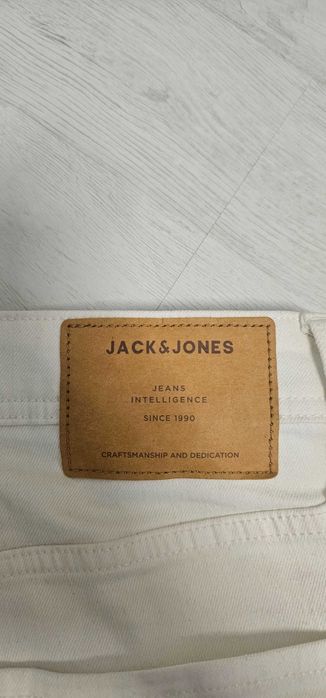 JACK&JONES
JEANS
INTELLIGENCE
SINCE 1990
CRAFTSMANSHIP AND DEDICATION